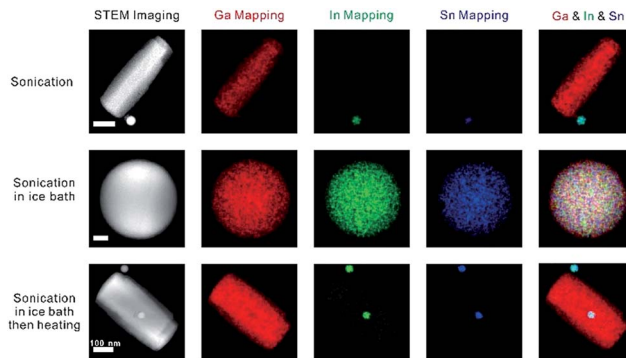 STEM Imaging Ga Mapping In Mapping Sn Mapping Ga & In & Sn
Sonication
Sonication
in ice bath
Sonication
in ice bath
then heating
100 nm